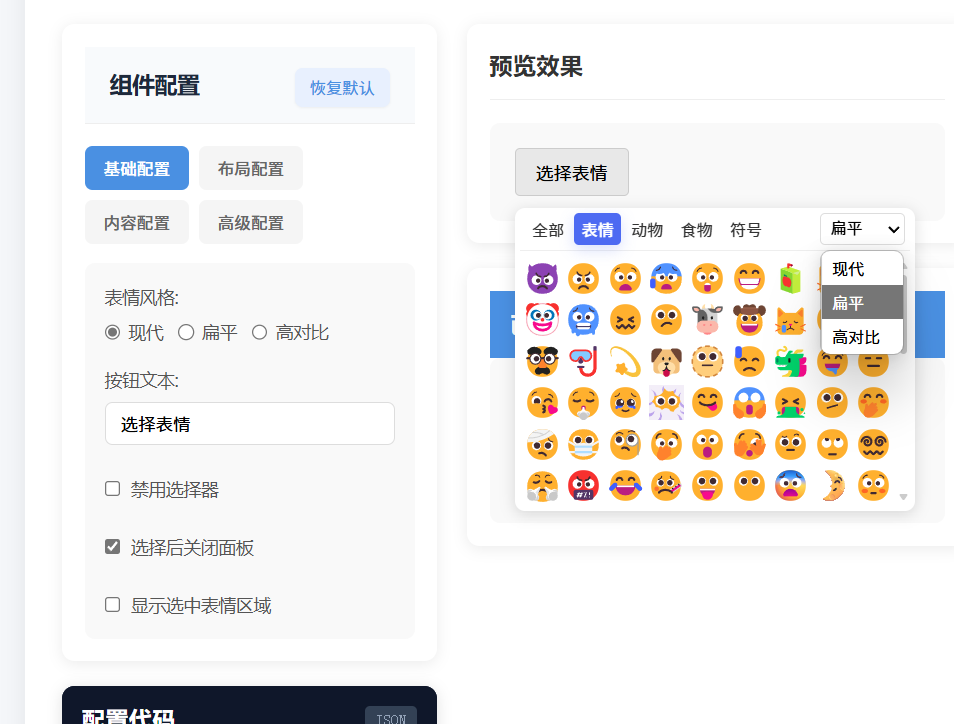 组件配置
恢复默认
基础配置
布局配置
内容配置
高级配置
表情风格:
现代
扁平
高对比
按钮文本:
选择表情
禁用选择器
选择后关闭面板
显示选中表情区域
配置代码
JSON
预览效果
选择表情
全部
表情
动物
食物
符号
扁平
现代
扁平
高对比
#⚡!